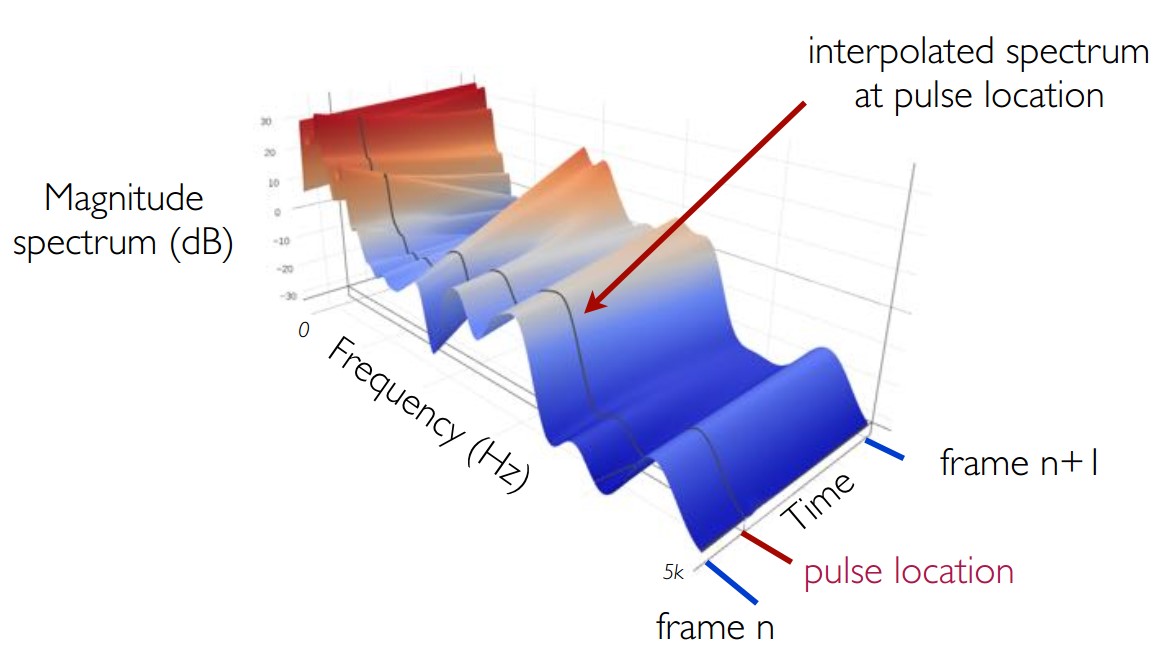 interpolated spectrum
at pulse location
Magnitude
spectrum (dB)
30
20
10
0
−10
−20
−30
0
Frequency (Hz)
Time
frame n+1
5k
pulse location
frame n